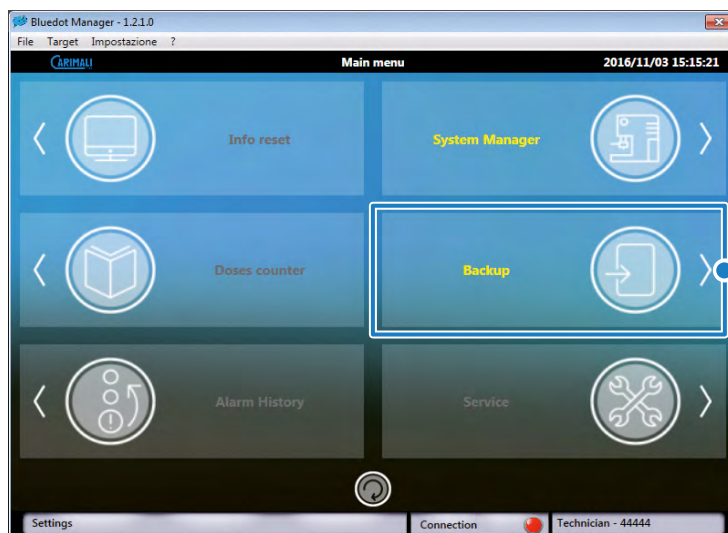 Bluedot Manager - 1.2.1.0
File Target Impostazione ?
CARIMALI Main menu 2016/11/03 15:15:21
Info reset System Manager
Doses counter Backup
Alarm History Service
Settings Connection Technician - 44444